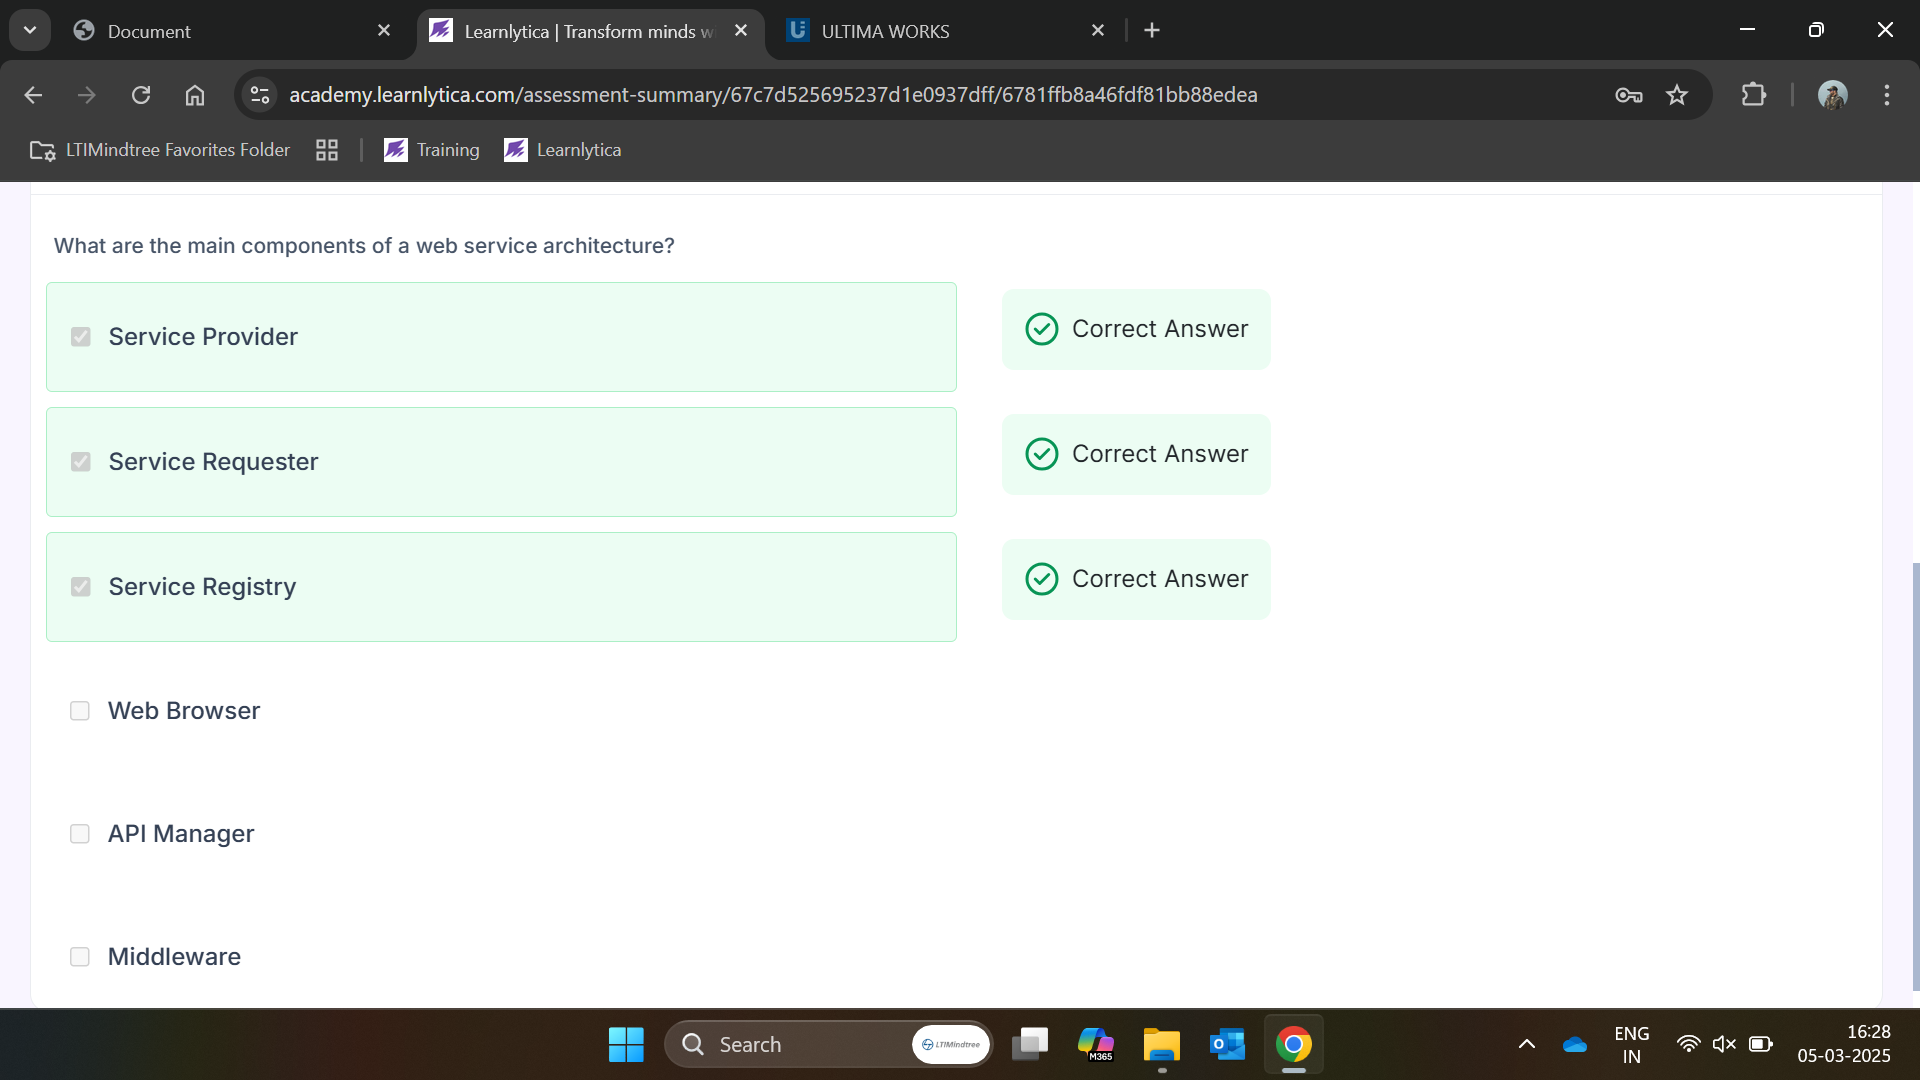 Document
Learnlytica | Transform minds w
ULTIMA WORKS
academy.learnlytica.com/assessment-summary/67c7d525695237d1e0937dff/6781ffb8a46fdf81bb88edea
LTIMindtree Favorites Folder
Training
Learnlytica
What are the main components of a web service architecture?
Service Provider
Correct Answer
Service Requester
Correct Answer
Service Registry
Correct Answer
Web Browser
API Manager
Middleware
Search
LTIMindtree
M365
ENG
IN
16:28
05-03-2025